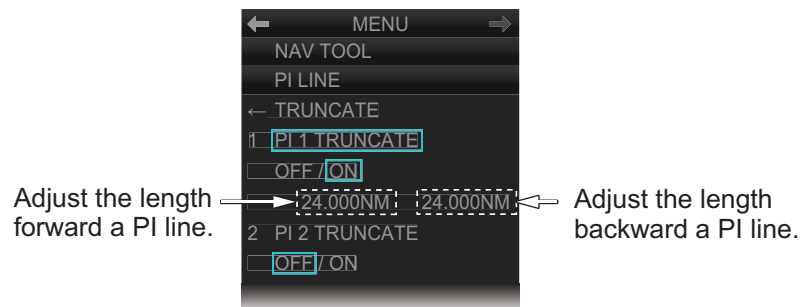 ← MENU →
NAV TOOL
PI LINE
← TRUNCATE
1 PI 1 TRUNCATE
OFF / ON
Adjust the length forward a PI line.
24.000NM 24.000NM
Adjust the length backward a PI line.
2 PI 2 TRUNCATE
OFF / ON